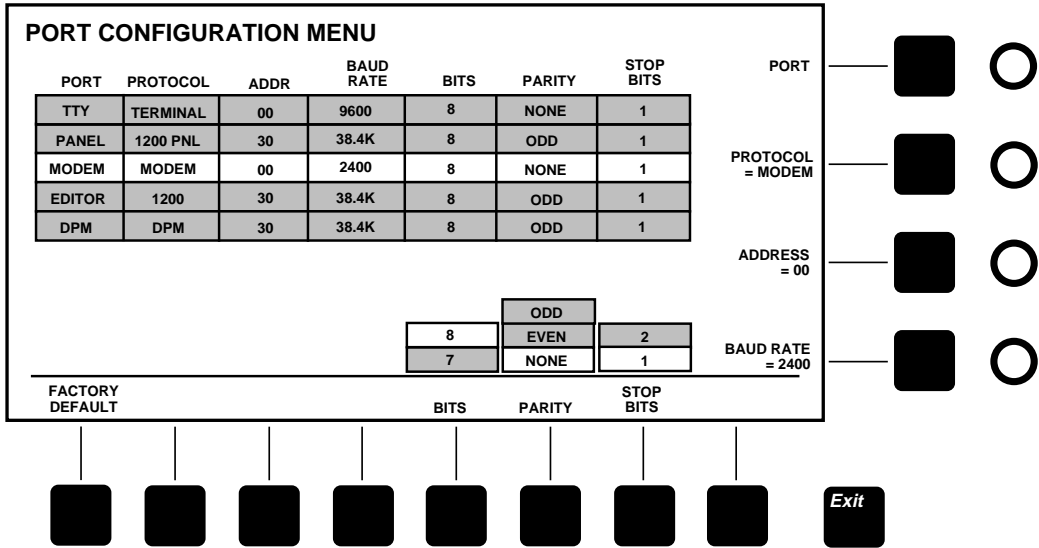 PORT CONFIGURATION MENU
PORT PROTOCOL ADDR BAUD RATE BITS PARITY STOP BITS
TTY TERMINAL 00 9600 8 NONE 1
PANEL 1200 PNL 30 38.4K 8 ODD 1
MODEM MODEM 00 2400 8 NONE 1
EDITOR 1200 30 38.4K 8 ODD 1
DPM DPM 30 38.4K 8 ODD 1
PORT
PROTOCOL
= MODEM
ADDRESS
= 00
BAUD RATE
= 2400
ODD
8 EVEN 2
7 NONE 1
FACTORY
DEFAULT
BITS PARITY STOP BITS
Exit